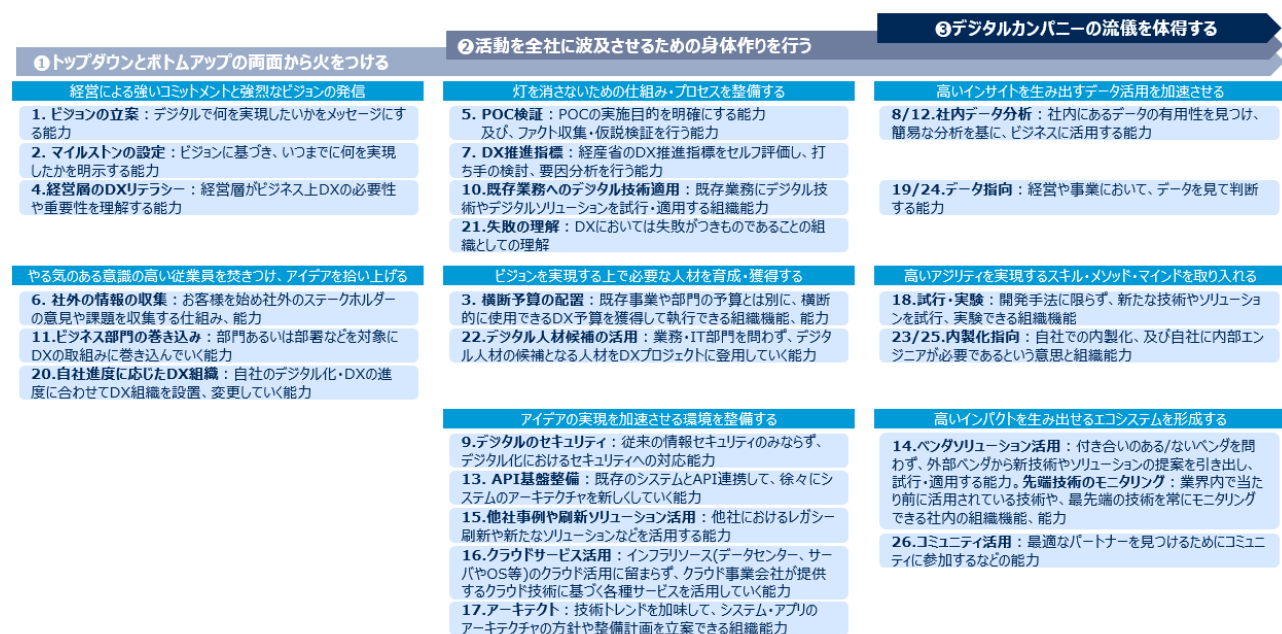 ❶トップダウンとボトムアップの両面から火をつける
経営による強いコミットメントと強烈なビジョンの発信
1. ビジョンの立案：デジタルで何を実現したいかをメッセージにす
る能力
2. マイルストンの設定：ビジョンに基づき、いつまでに何を実現
したかを明示する能力
4.経営層のDXリテラシー：経営層がビジネス上DXの必要性
や重要性を理解する能力
やる気のある意識の高い従業員を焚きつけ、アイデアを拾い上げる
6. 社外の情報の収集：お客様を始め社外のステークホルダー
の意見や課題を収集する仕組み、能力
11.ビジネス部門の巻き込み：部門あるいは部署などを対象に
DXの取組みに巻き込んでいく能力
20.自社進度に応じたDX組織：自社のデジタル化・DXの進
度に合わせてDX組織を設置、変更していく能力
❷活動を全社に波及させるための身体作りを行う
灯を消さないための仕組み・プロセスを整備する
5. POC検証：POCの実施目的を明確にする能力
及び、ファクト収集・仮説検証を行う能力
7. DX推進指標：経産省のDX推進指標をセルフ評価し、打
ち手の検討、要因分析を行う能力
10.既存業務へのデジタル技術適用：既存業務にデジタル技
術やデジタルソリューションを試行・適用する組織能力
21.失敗の理解：DXにおいては失敗がつきものであることの組
織としての理解
ビジョンを実現する上で必要な人材を育成・獲得する
3. 横断予算の配置：既存事業や部門の予算とは別に、横断
的に使用できるDX予算を獲得して執行できる組織機能、能力
22.デジタル人材候補の活用：業務・IT部門を問わず、デジタ
ル人材の候補となる人材をDXプロジェクトに登用していく能力
アイデアの実現を加速させる環境を整備する
9.デジタルのセキュリティ：従来の情報セキュリティのみならず、
デジタル化におけるセキュリティへの対応能力
13. API基盤整備：既存のシステムとAPI連携して、徐々にシ
ステムのアーキテクチャを新しくしていく能力
15.他社事例や刷新ソリューション活用：他社におけるレガシー
刷新や新たなソリューションなどを活用する能力
16.クラウドサービス活用：インフラリソース(データセンター、サー
バやOS等)のクラウド活用に留まらず、クラウド事業会社が提供
するクラウド技術に基づく各種サービスを活用していく能力
17.アーキテクト：技術トレンドを加味して、システム・アプリの
アーキテクチャの方針や整備計画を立案できる組織能力
❸デジタルカンパニーの流儀を体得する
高いインサイトを生み出すデータ活用を加速させる
8/12.社内データ分析：社内にあるデータの有用性を見つけ、
簡易な分析を基に、ビジネスに活用する能力
19/24.データ指向：経営や事業において、データを見て判断
する能力
高いアジリティを実現するスキル・メソッド・マインドを取り入れる
18.試行・実験：開発手法に限らず、新たな技術やソリューショ
ンを試行、実験できる組織機能
23/25.内製化指向：自社での内製化、及び自社に内部エン
ジニアが必要であるという意思と組織能力
高いインパクトを生み出せるエコシステムを形成する
14.ベンダソリューション活用：付き合いのある/ないベンダを問
わず、外部ベンダから新技術やソリューションの提案を引き出し、
試行・適用する能力。先端技術のモニタリング：業界内で当た
り前に活用されている技術や、最先端の技術を常にモニタリング
できる社内の組織機能、能力
26.コミュニティ活用：最適なパートナーを見つけるためにコミュニ
ティに参加するなどの能力